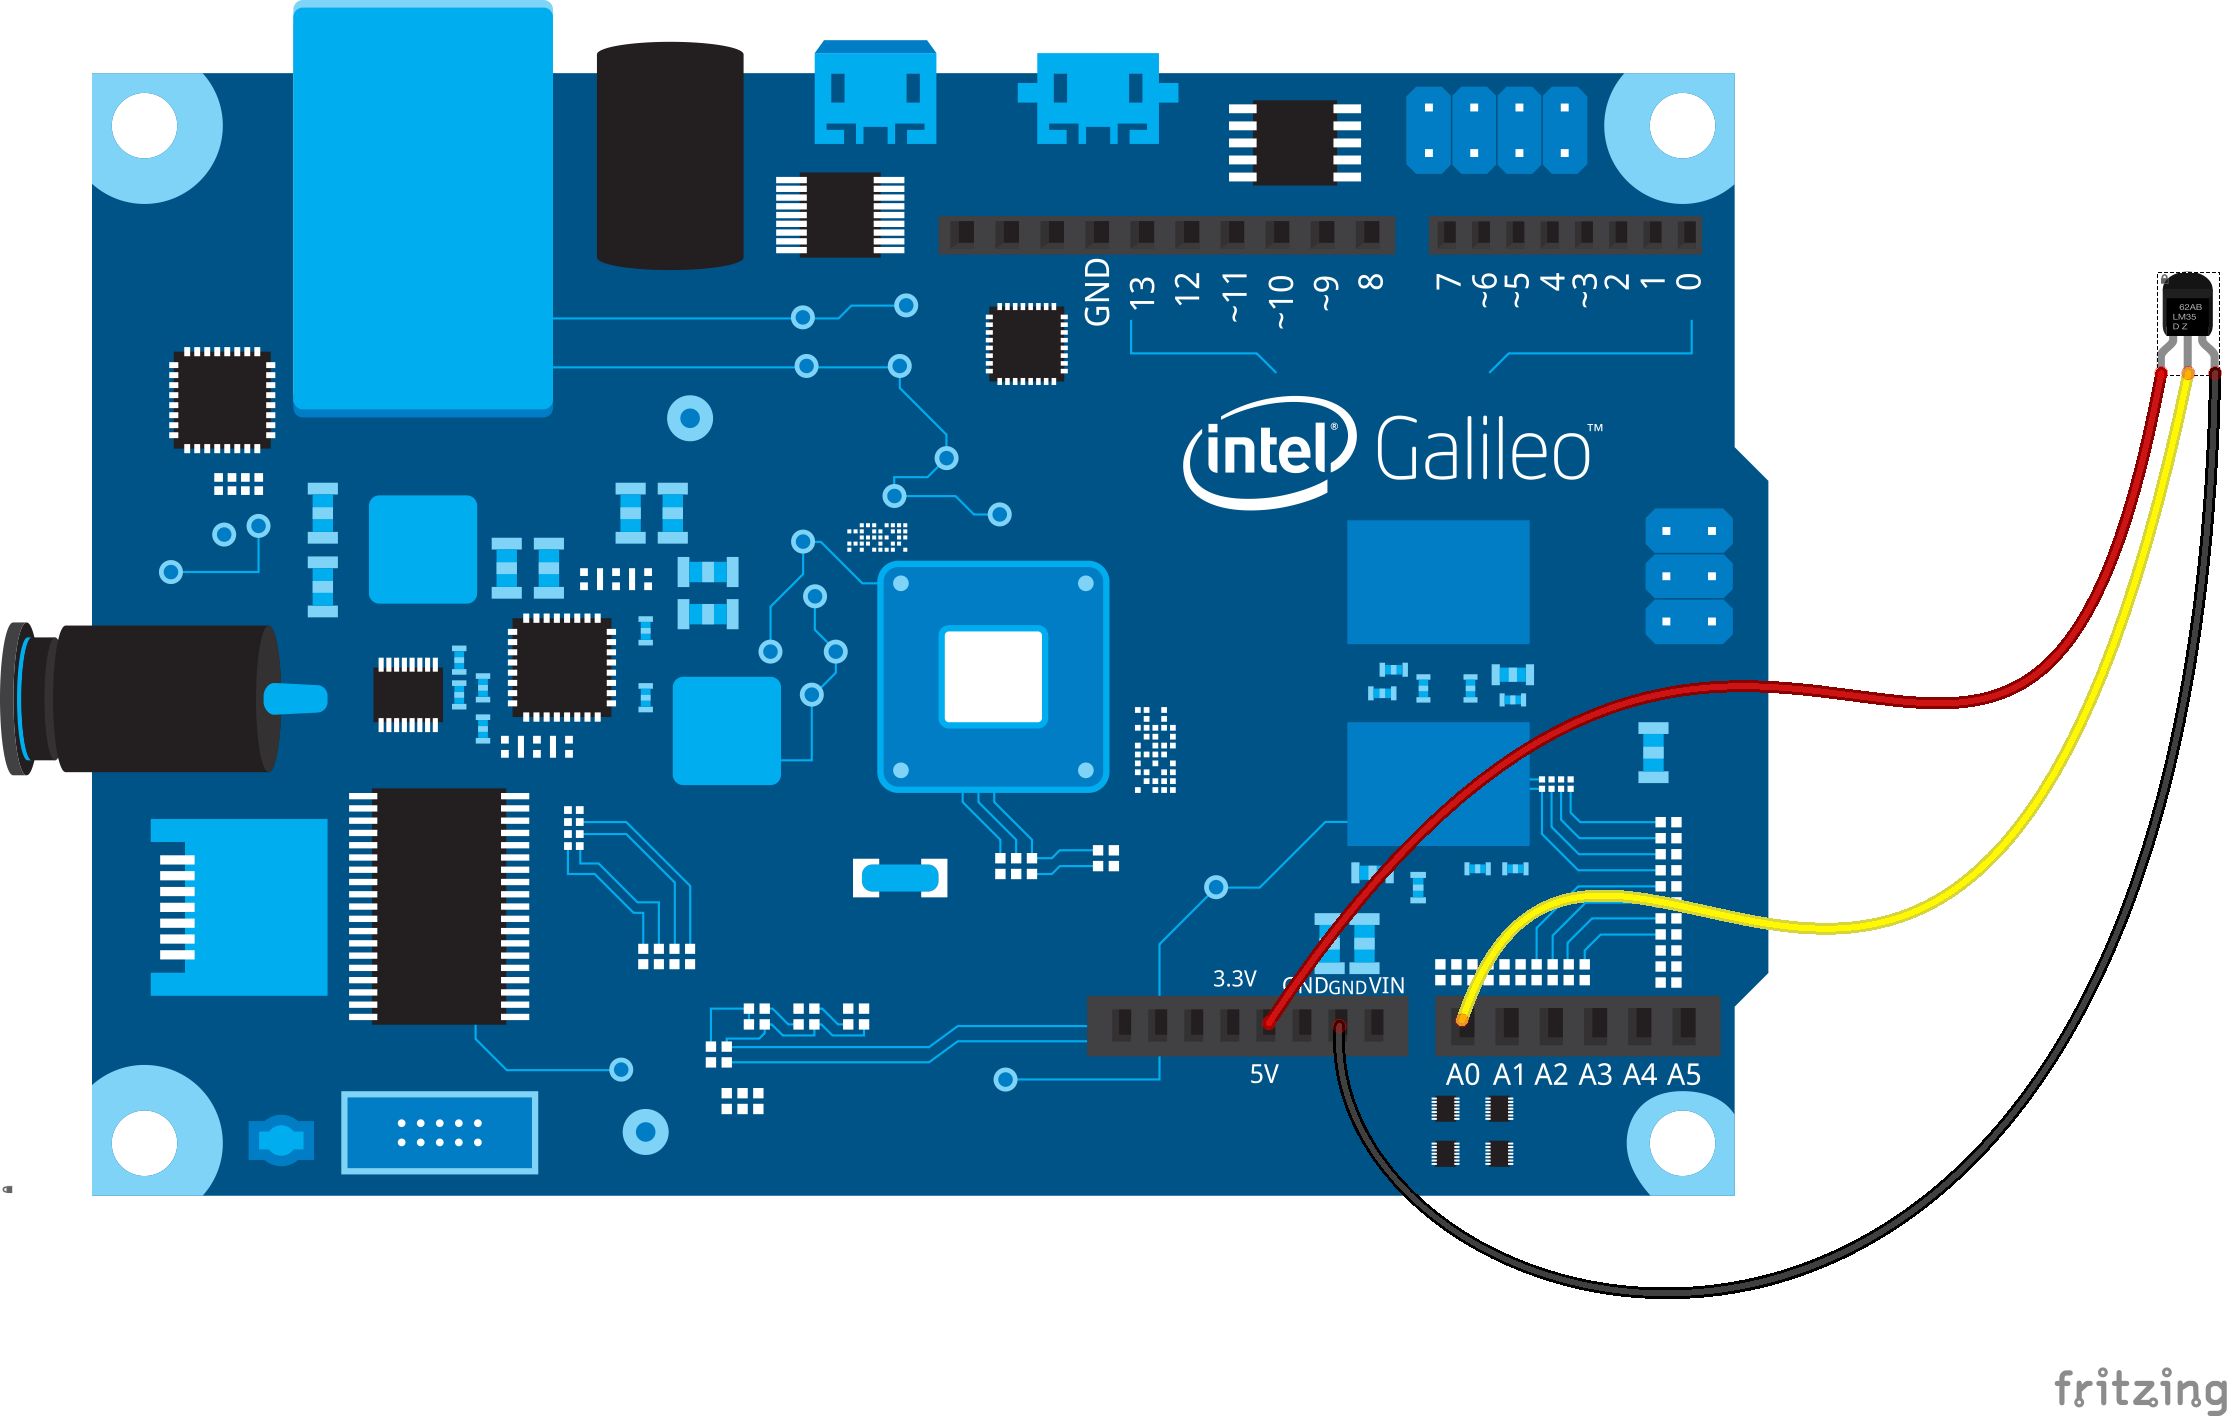 GND 13 12 ~11 ~10 ~9 8 7 ~6 ~5 4 ~3 2 1 0
62AB
LM35
D Z
intel® Galileo™
3.3V GND GND VIN
5V A0 A1 A2 A3 A4 A5
fritzing